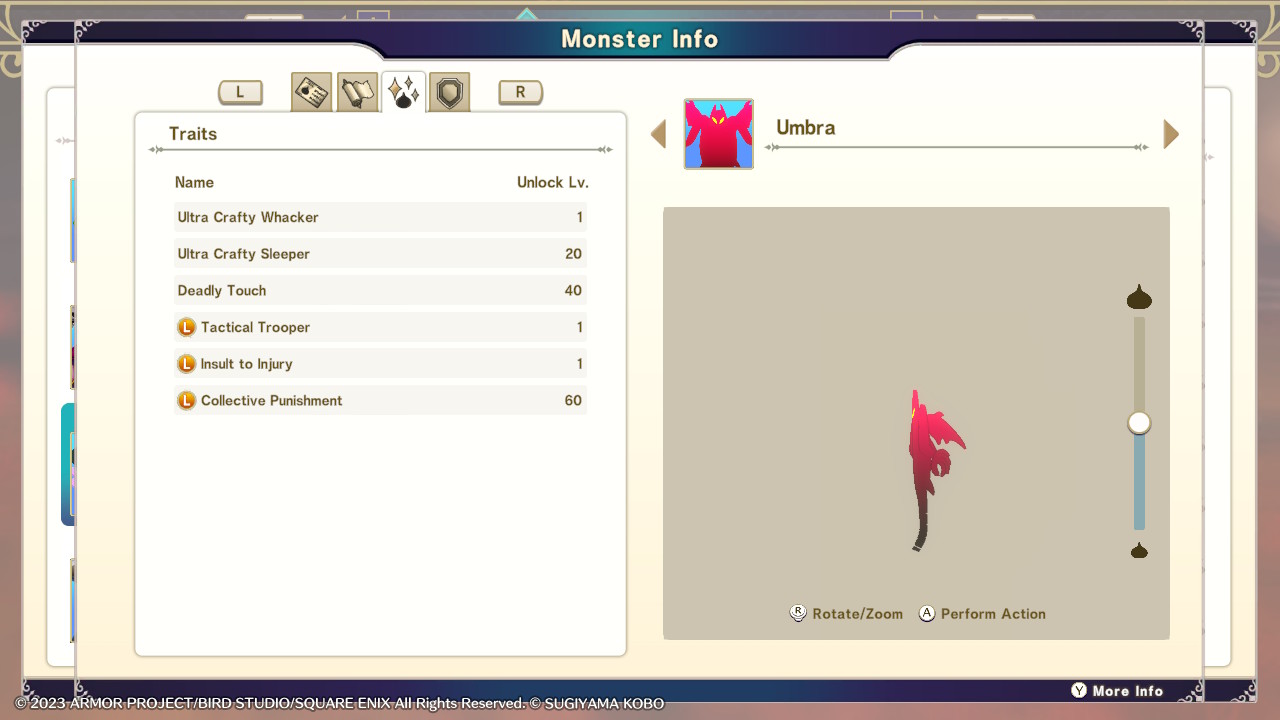 Monster Info
L
R
Traits
Name Unlock Lv.
Ultra Crafty Whacker 1
Ultra Crafty Sleeper 20
Deadly Touch 40
L Tactical Trooper 1
L Insult to Injury 1
L Collective Punishment 60
Umbra
R Rotate/Zoom A Perform Action
Y More Info
© 2023 ARMOR PROJECT/BIRD STUDIO/SQUARE ENIX All Rights Reserved. © SUGIYAMA KOBO